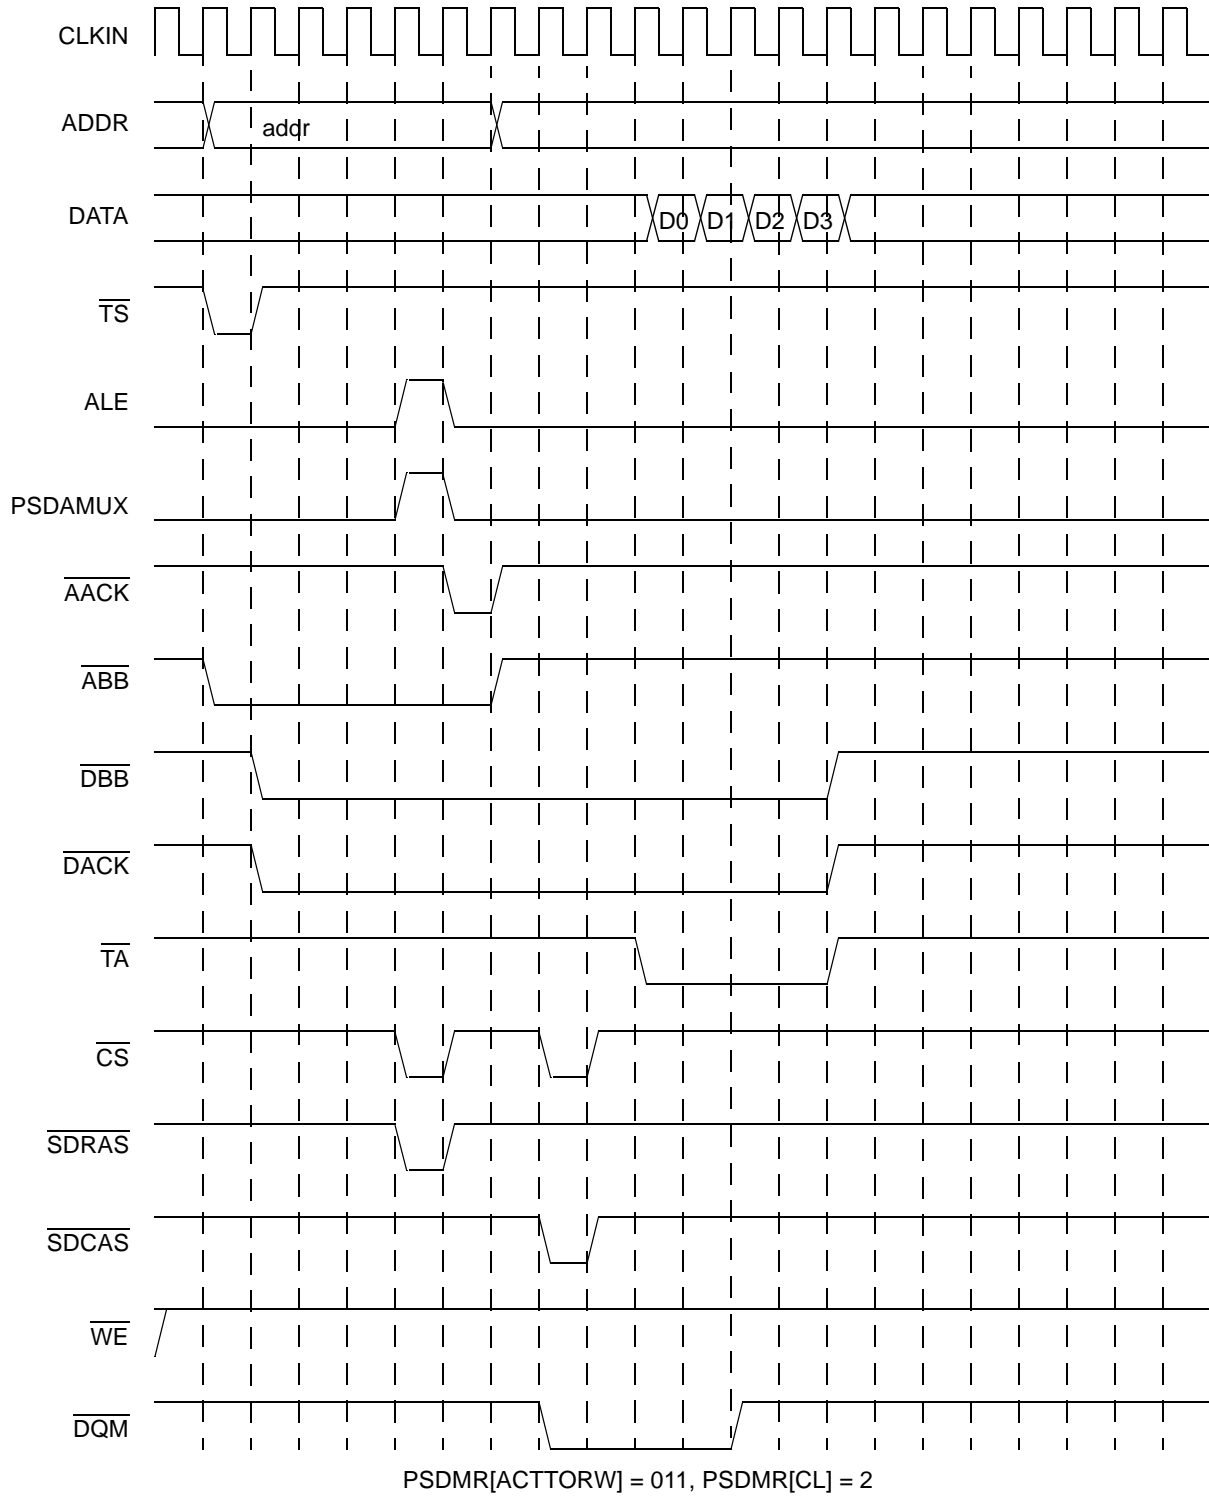 CLKIN
ADDR addr
DATA D0 D1 D2 D3
TS
ALE
PSDAMUX
AACK
ABB
DBB
DACK
TA
CS
SDRAS
SDCAS
WE
DQM
PSDMR[ACTTORW] = 011, PSDMR[CL] = 2